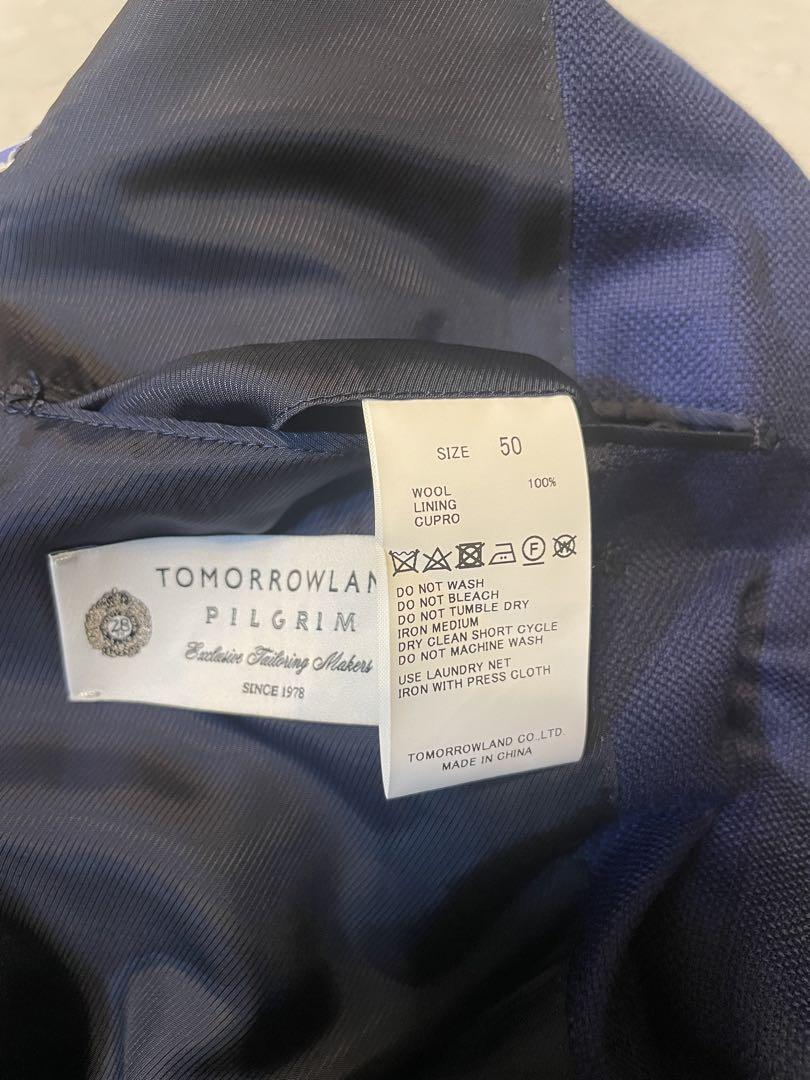 SIZE 50
WOOL 100%
LINING
CUPRO
F
W
DO NOT WASH
DO NOT BLEACH
DO NOT TUMBLE DRY
IRON MEDIUM
DRY CLEAN SHORT CYCLE
DO NOT MACHINE WASH
USE LAUNDRY NET
IRON WITH PRESS CLOTH
TOMORROWLAND CO.,LTD.
MADE IN CHINA
TOMORROWLAN
PILGRIM
28
Exclusive Tailoring Makers
SINCE 1978